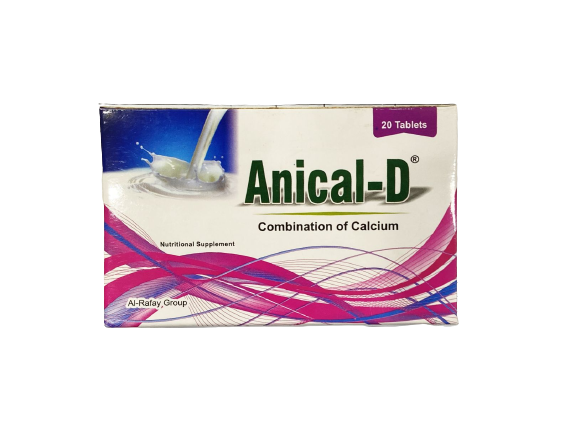 20 Tablets
Anical-D®
Combination of Calcium
Nutritional Supplement
Al-Rafay Group